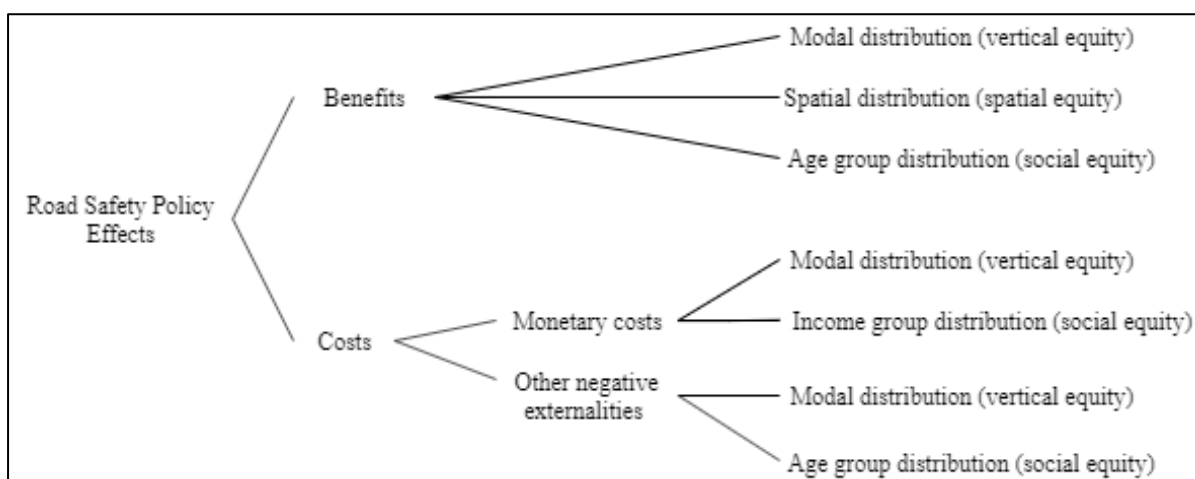 Modal distribution (vertical equity)
Benefits
Spatial distribution (spatial equity)
Age group distribution (social equity)
Road Safety Policy
Effects
Modal distribution (vertical equity)
Monetary costs
Income group distribution (social equity)
Costs
Other negative
externalities
Modal distribution (vertical equity)
Age group distribution (social equity)